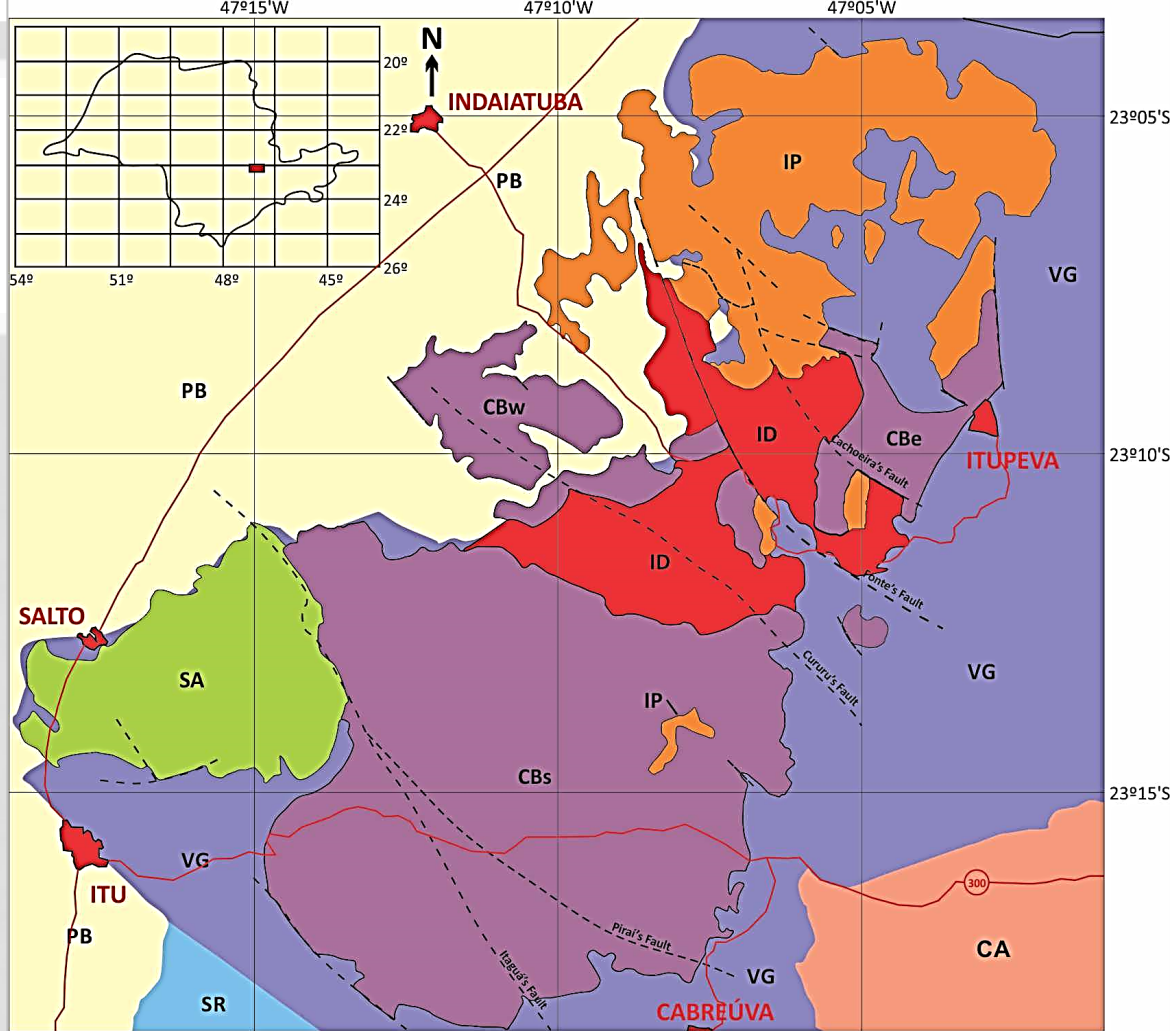 47º15'W
47º10'W
47º05'W
N
20º
INDAIATUBA
22º
23º05'S
IP
PB
24º
26º
54º
51º
48º
45º
VG
PB
CBw
ID
CBe
Cachoeira's Fault
ITUPEVA
23º10'S
ID
Fonte's Fault
SALTO
SA
Cururu's Fault
VG
IP
CBs
23º15'S
VG
300
ITU
PB
Piraí's Fault
CA
Itaguá's Fault
VG
SR
CABREÚVA